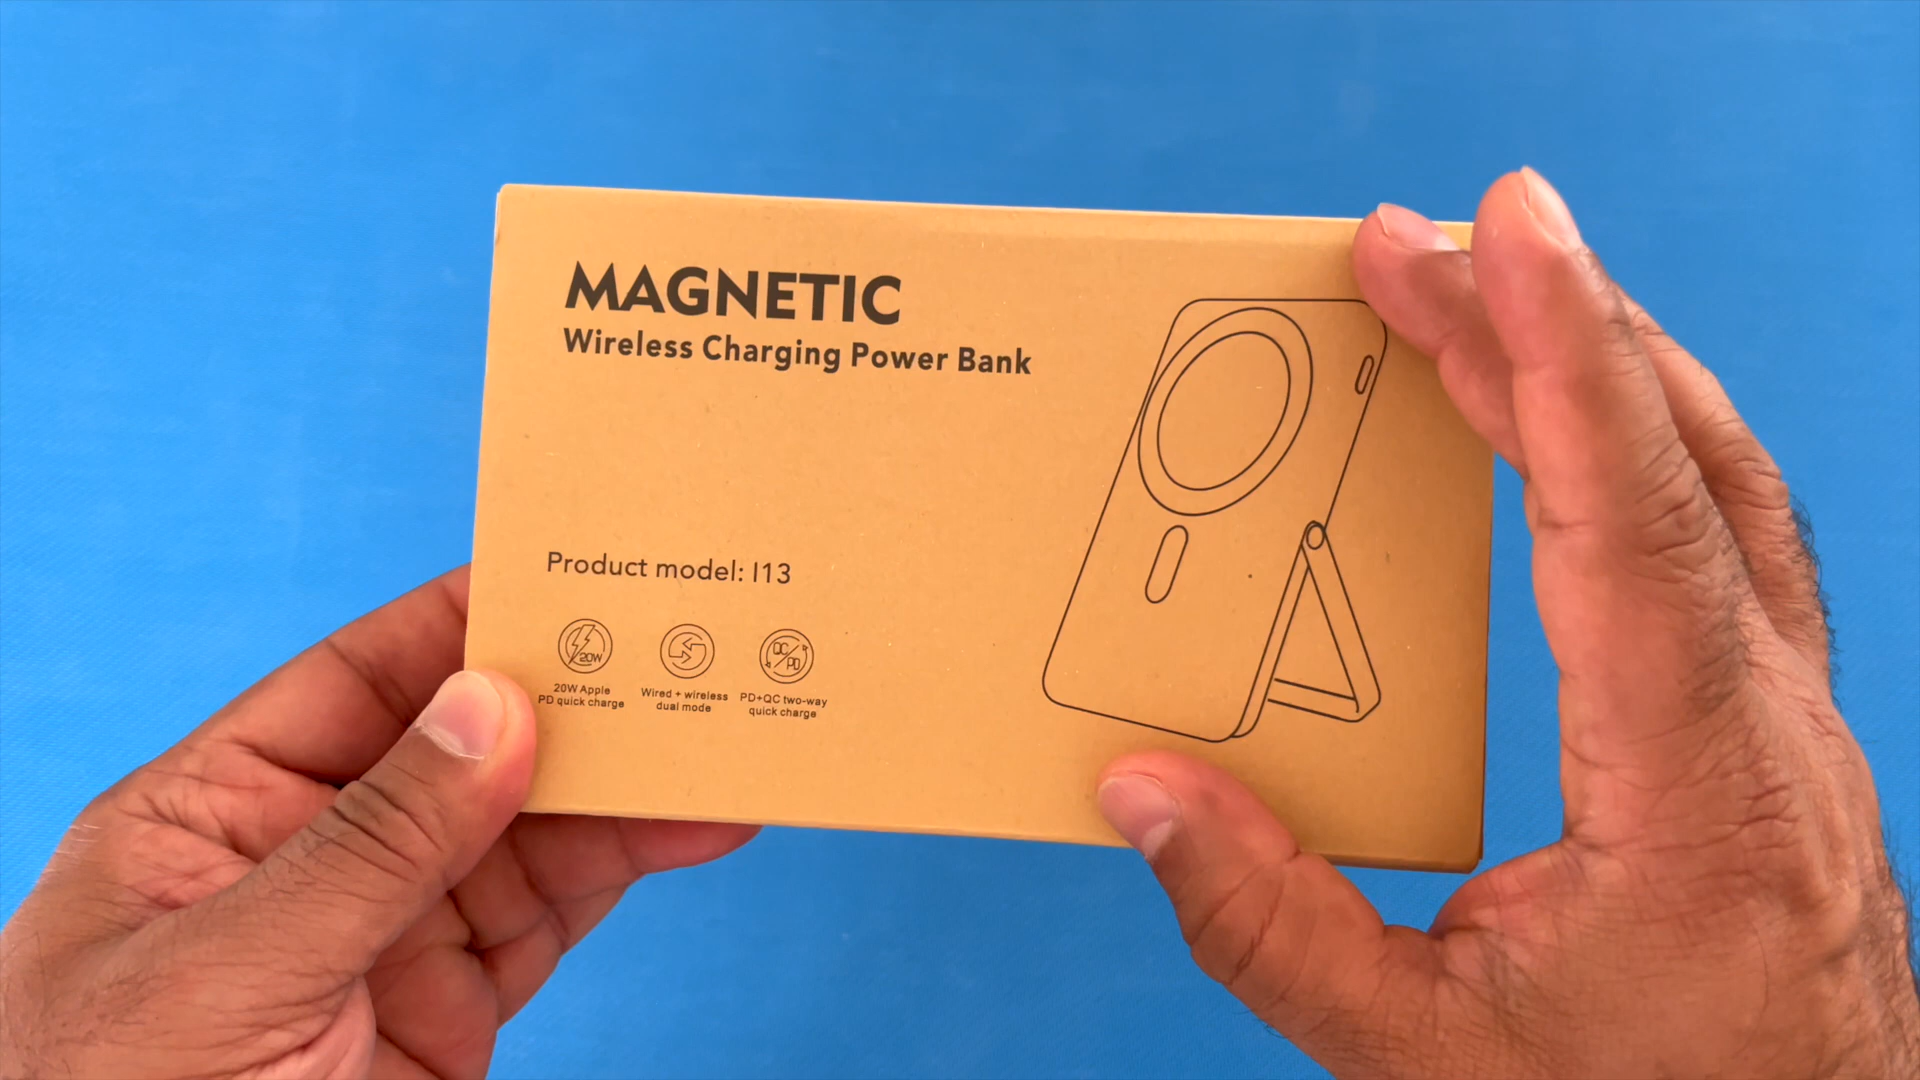 MAGNETIC
Wireless Charging Power Bank
Product model: I13
20W
QC/PD
20W Apple
PD quick charge
Wired + wireless
dual mode
PD+QC two-way
quick charge